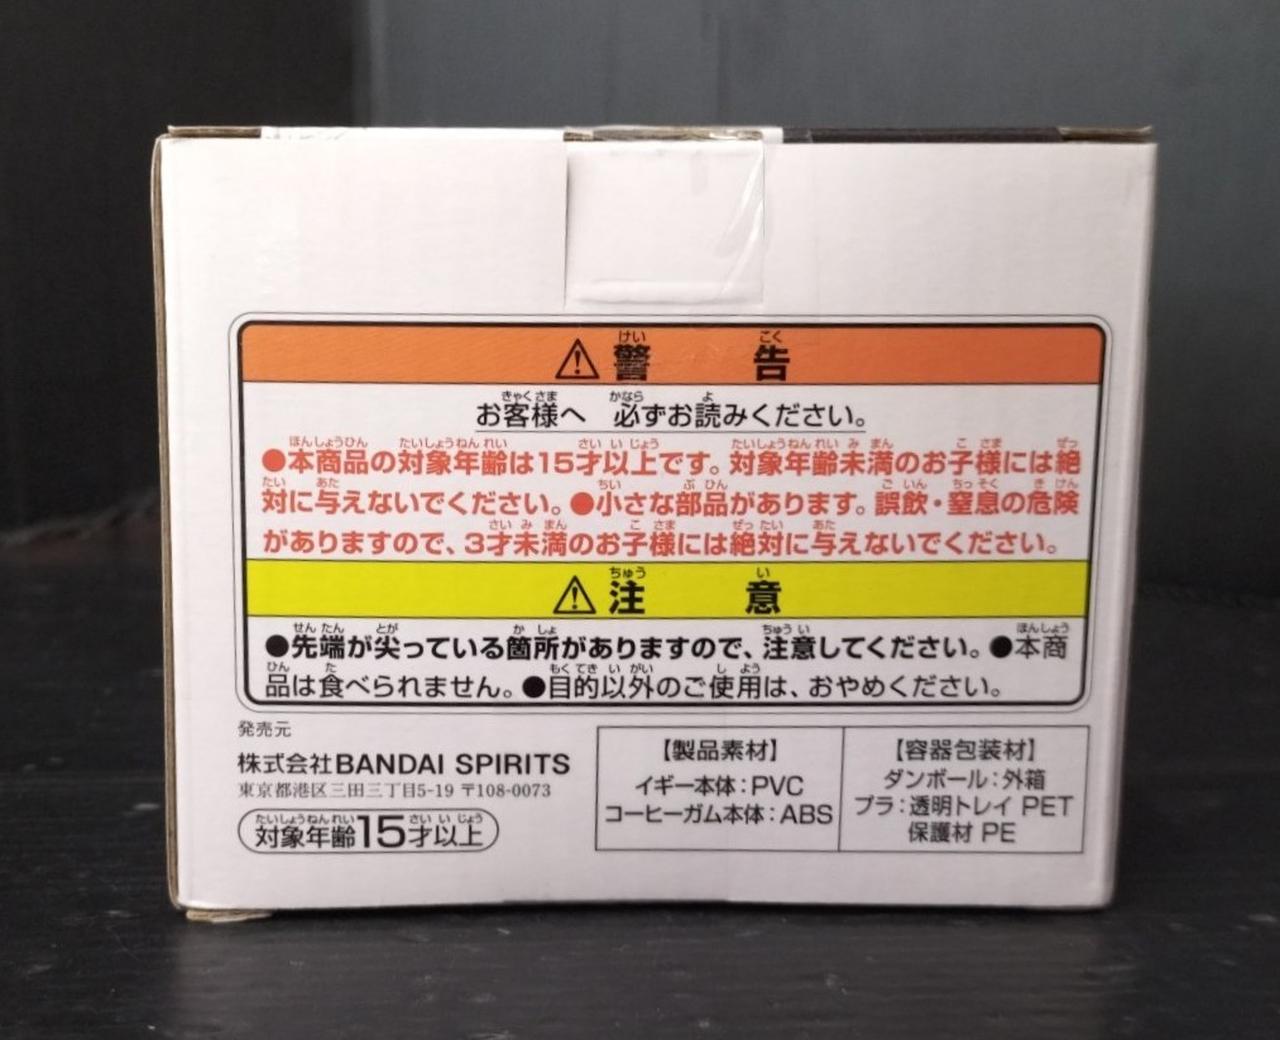 ⚠警告
お客様へ 必ずお読みください。
●本商品の対象年齢は15才以上です。対象年齢未満のお子様には絶
対に与えないでください。●小さな部品があります。誤飲・窒息の危険
がありますので、3才未満のお子様には絶対に与えないでください。
⚠注意
●先端が尖っている箇所がありますので、注意してください。●本商
品は食べられません。●目的以外のご使用は、おやめください。
発売元
株式会社BANDAI SPIRITS
東京都港区三田三丁目5-19 〒108-0073
対象年齢15才以上
【製品素材】
イギー本体:PVC
コーヒーガム本体:ABS
【容器包装材】
ダンボール:外箱
プラ:透明トレイ PET
保護材 PE